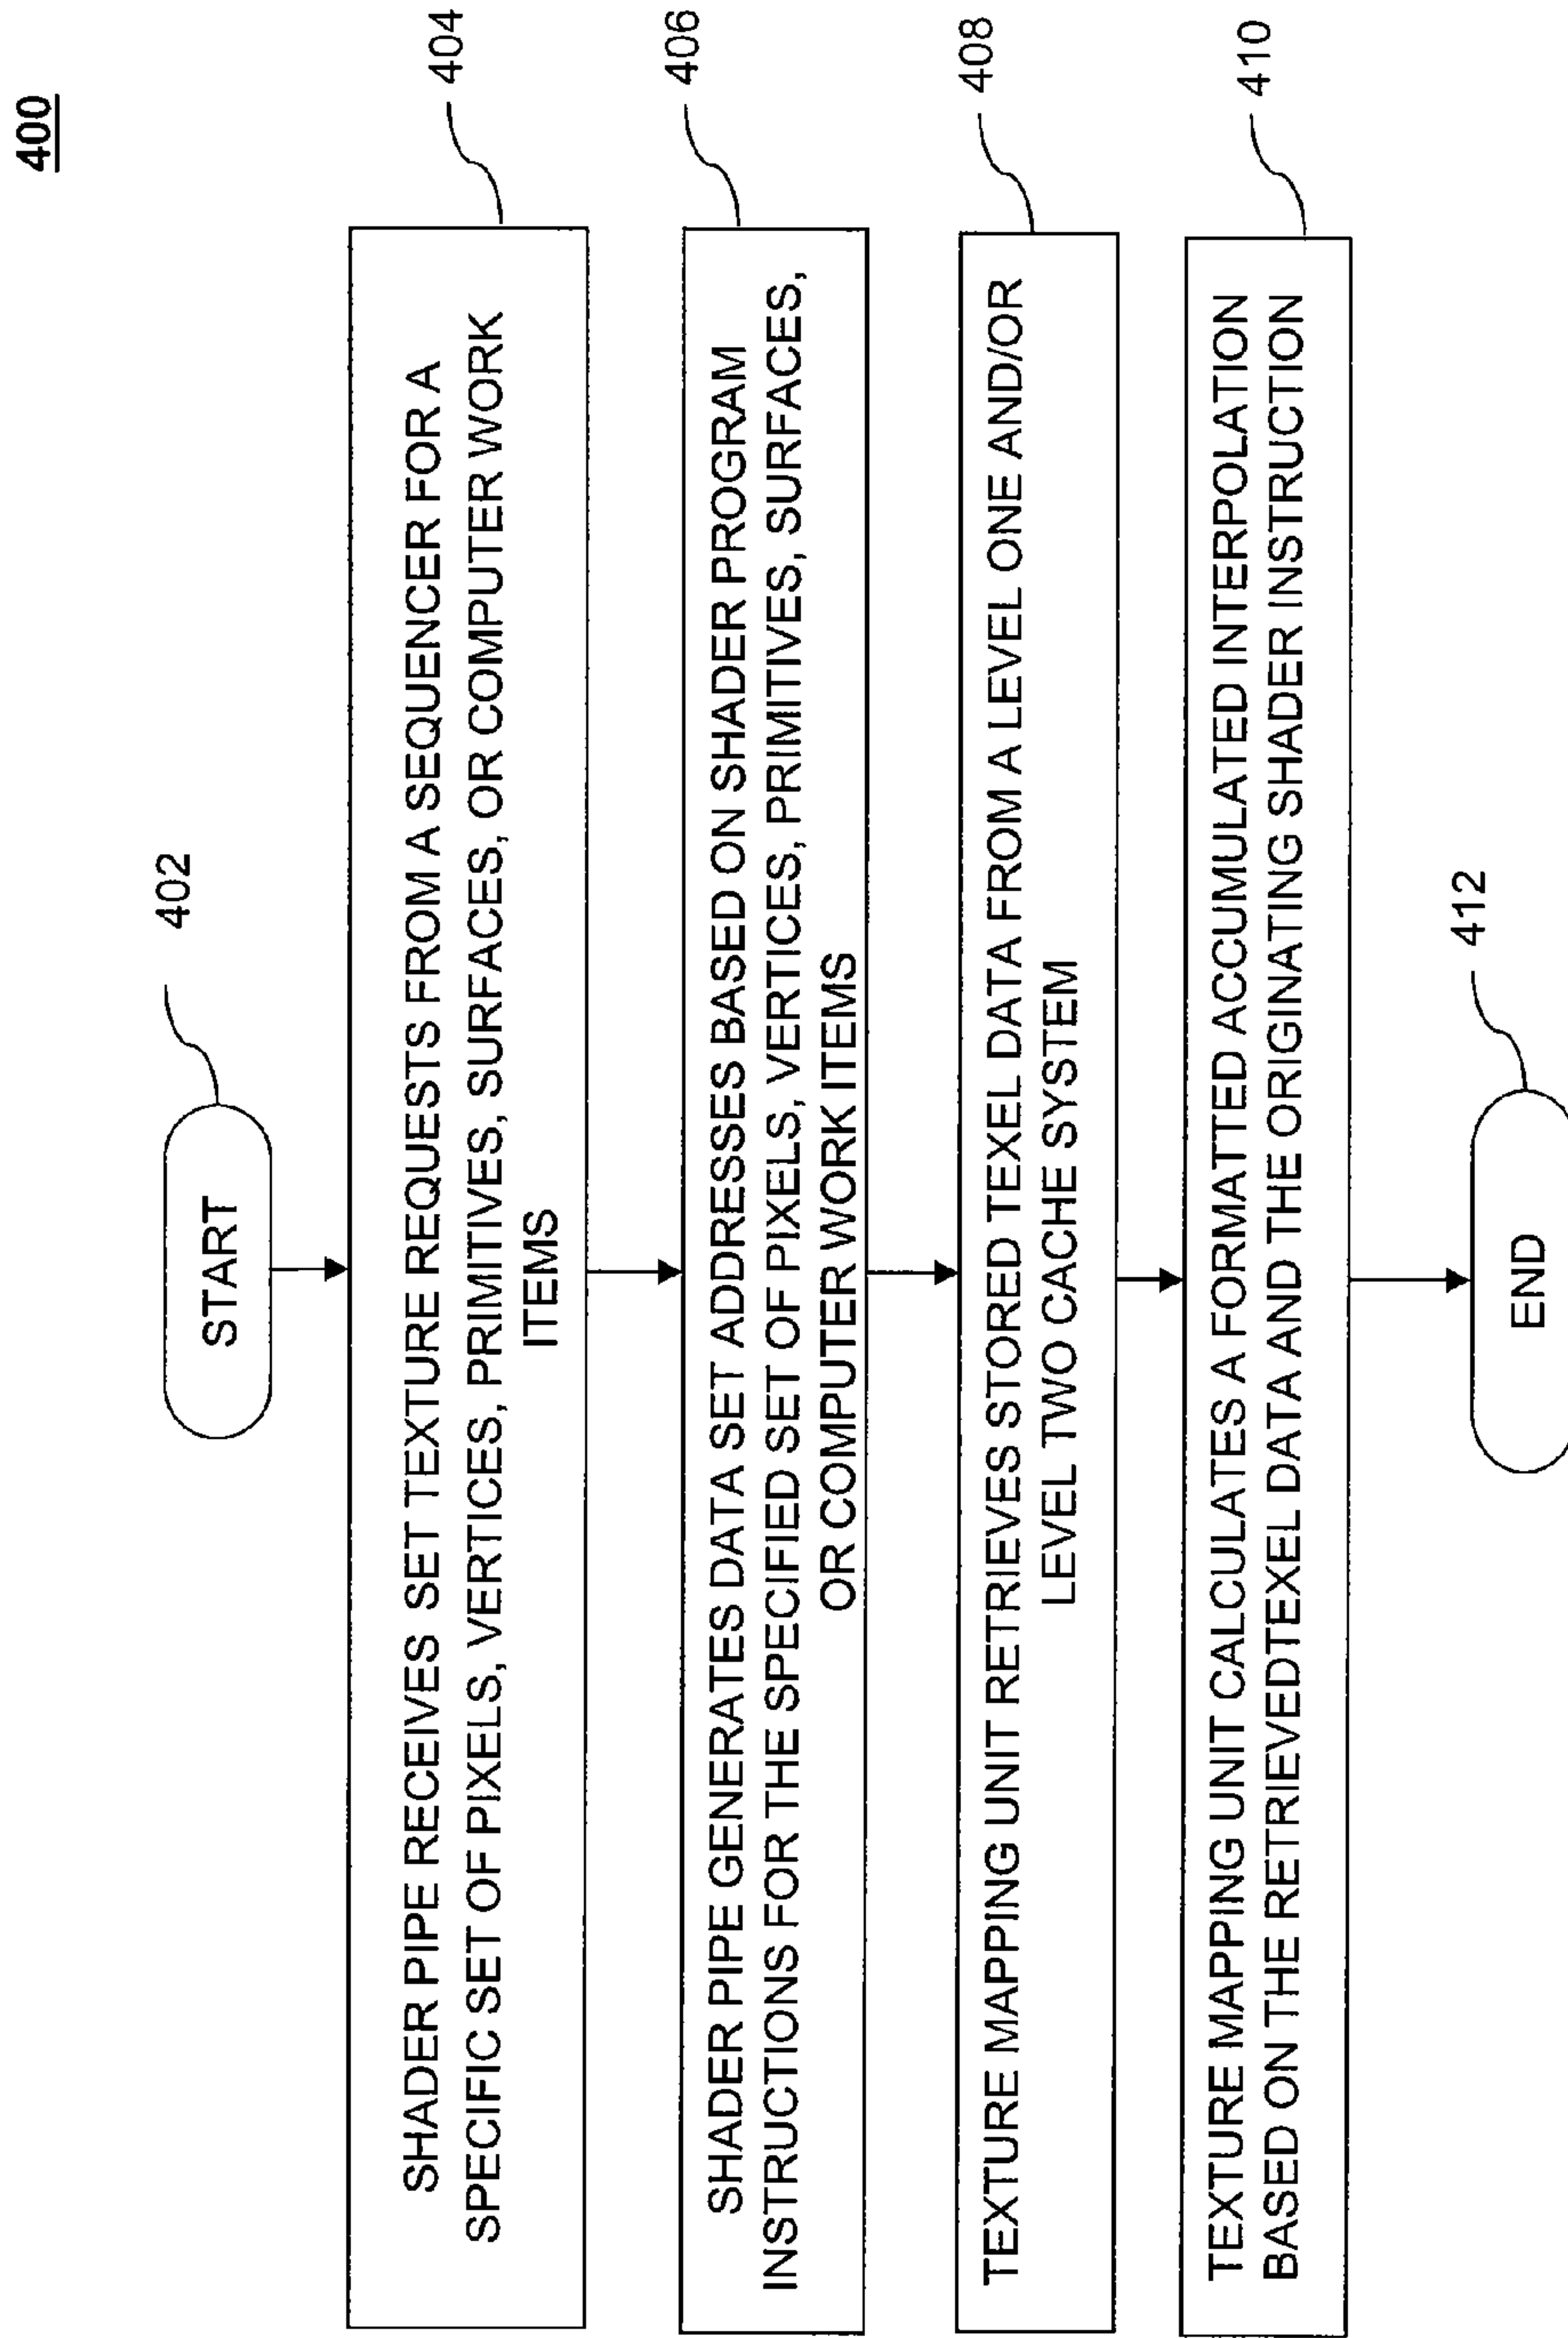 400
START
402
SHADER PIPE RECEIVES SET TEXTURE REQUESTS FROM A SEQUENCER FOR A
SPECIFIC SET OF PIXELS, VERTICES, PRIMITIVES, SURFACES, OR COMPUTER WORK
ITEMS
404
SHADER PIPE GENERATES DATA SET ADDRESSES BASED ON SHADER PROGRAM
INSTRUCTIONS FOR THE SPECIFIED SET OF PIXELS, VERTICES, PRIMITIVES, SURFACES,
OR COMPUTER WORK ITEMS
406
TEXTURE MAPPING UNIT RETRIEVES STORED TEXEL DATA FROM A LEVEL ONE AND/OR
LEVEL TWO CACHE SYSTEM
408
TEXTURE MAPPING UNIT CALCULATES A FORMATTED ACCUMULATED INTERPOLATION
BASED ON THE RETRIEVEDTEXEL DATA AND THE ORIGINATING SHADER INSTRUCTION
410
END
412